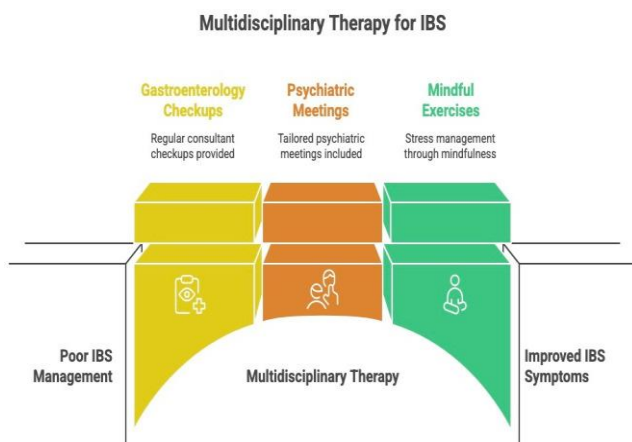 Multidisciplinary Therapy for IBS
Gastroenterology
Checkups
Regular consultant
checkups provided
Psychiatric
Meetings
Tailored psychiatric
meetings included
Mindful
Exercises
Stress management
through mindfulness
Poor IBS
Management
Multidisciplinary Therapy
Improved IBS
Symptoms